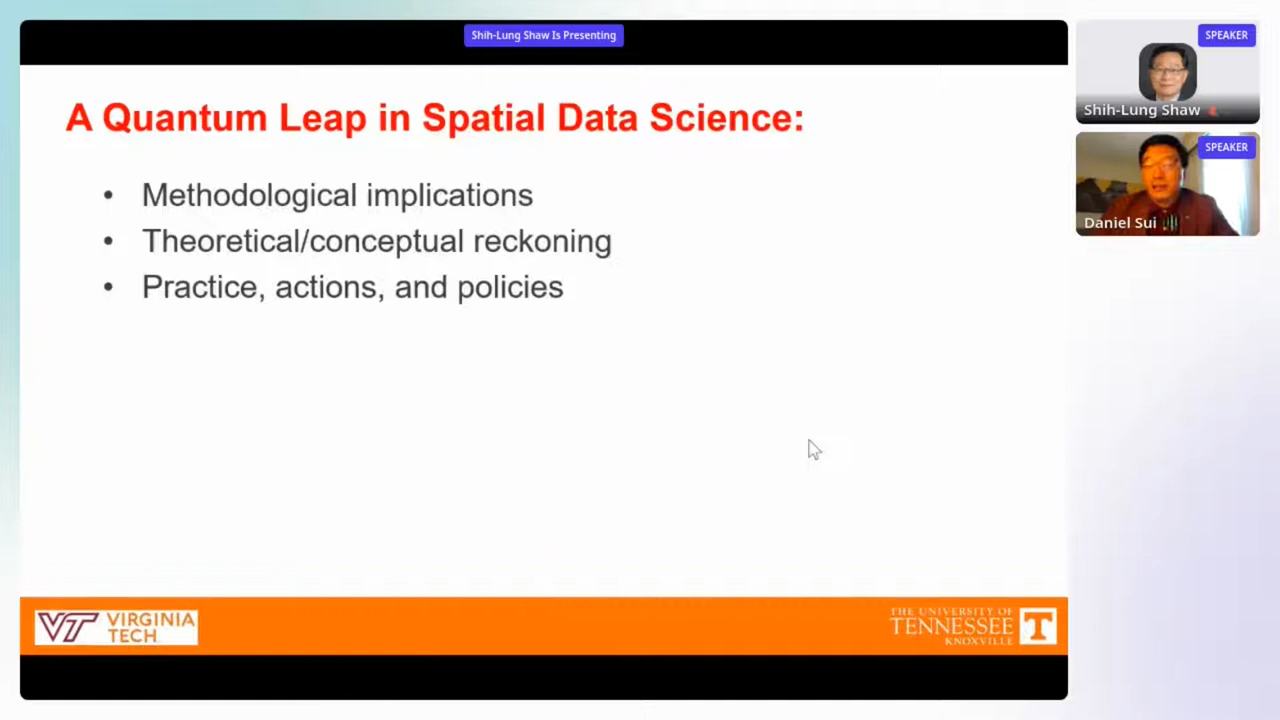 Shih-Lung Shaw Is Presenting
SPEAKER
Shih-Lung Shaw
SPEAKER
Daniel Sui
A Quantum Leap in Spatial Data Science:
• Methodological implications
• Theoretical/conceptual reckoning
• Practice, actions, and policies
VT VIRGINIA
TECH
THE UNIVERSITY OF
TENNESSEE
KNOXVILLE
T